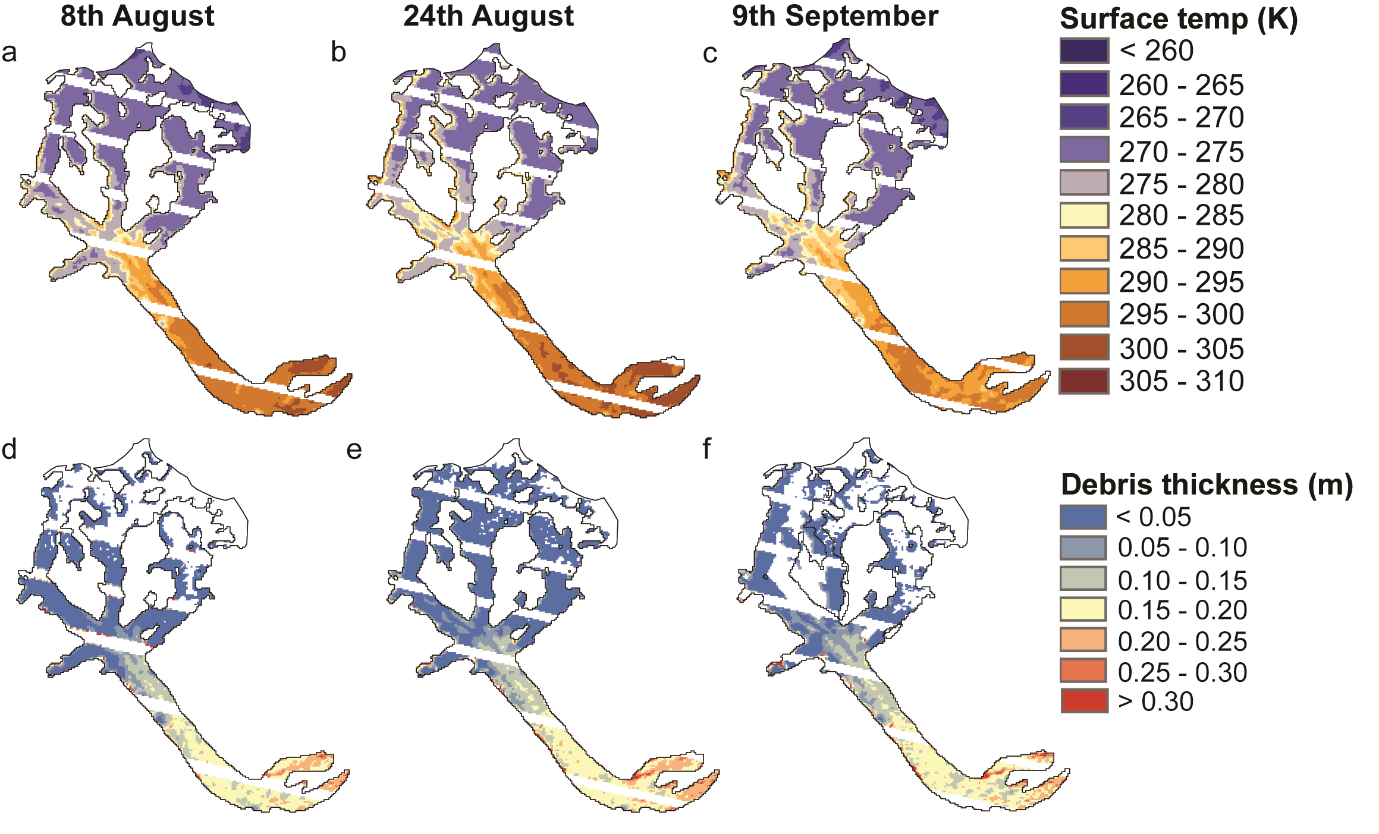 8th August
24th August
9th September
Surface temp (K)
a
b
c
< 260
260 - 265
265 - 270
270 - 275
275 - 280
280 - 285
285 - 290
290 - 295
295 - 300
300 - 305
305 - 310
d
e
f
Debris thickness (m)
< 0.05
0.05 - 0.10
0.10 - 0.15
0.15 - 0.20
0.20 - 0.25
0.25 - 0.30
> 0.30